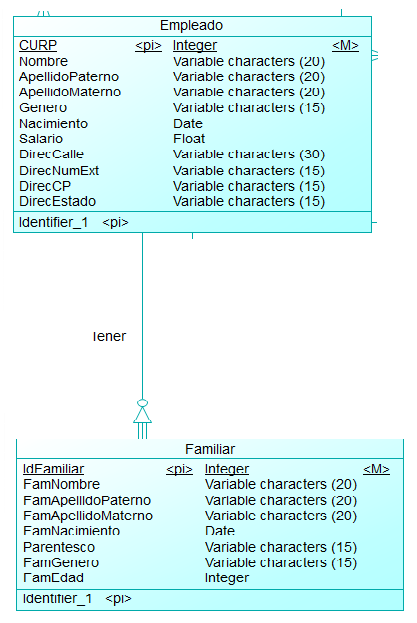 Empleado
CURP <pi> Integer <M>
Nombre Variable characters (20)
ApellidoPaterno Variable characters (20)
ApellidoMaterno Variable characters (20)
Genero Variable characters (15)
Nacimiento Date
Salario Float
DirecCalle Variable characters (30)
DirecNumExt Variable characters (15)
DirecCP Variable characters (15)
DirecEstado Variable characters (15)
Identifier_1 <pi>
Tener
Familiar
IdFamiliar <pi> Integer <M>
FamNombre Variable characters (20)
FamApellidoPaterno Variable characters (20)
FamApellidoMaterno Variable characters (20)
FamNacimiento Date
Parentesco Variable characters (15)
FamGenero Variable characters (15)
FamEdad Integer
Identifier_1 <pi>